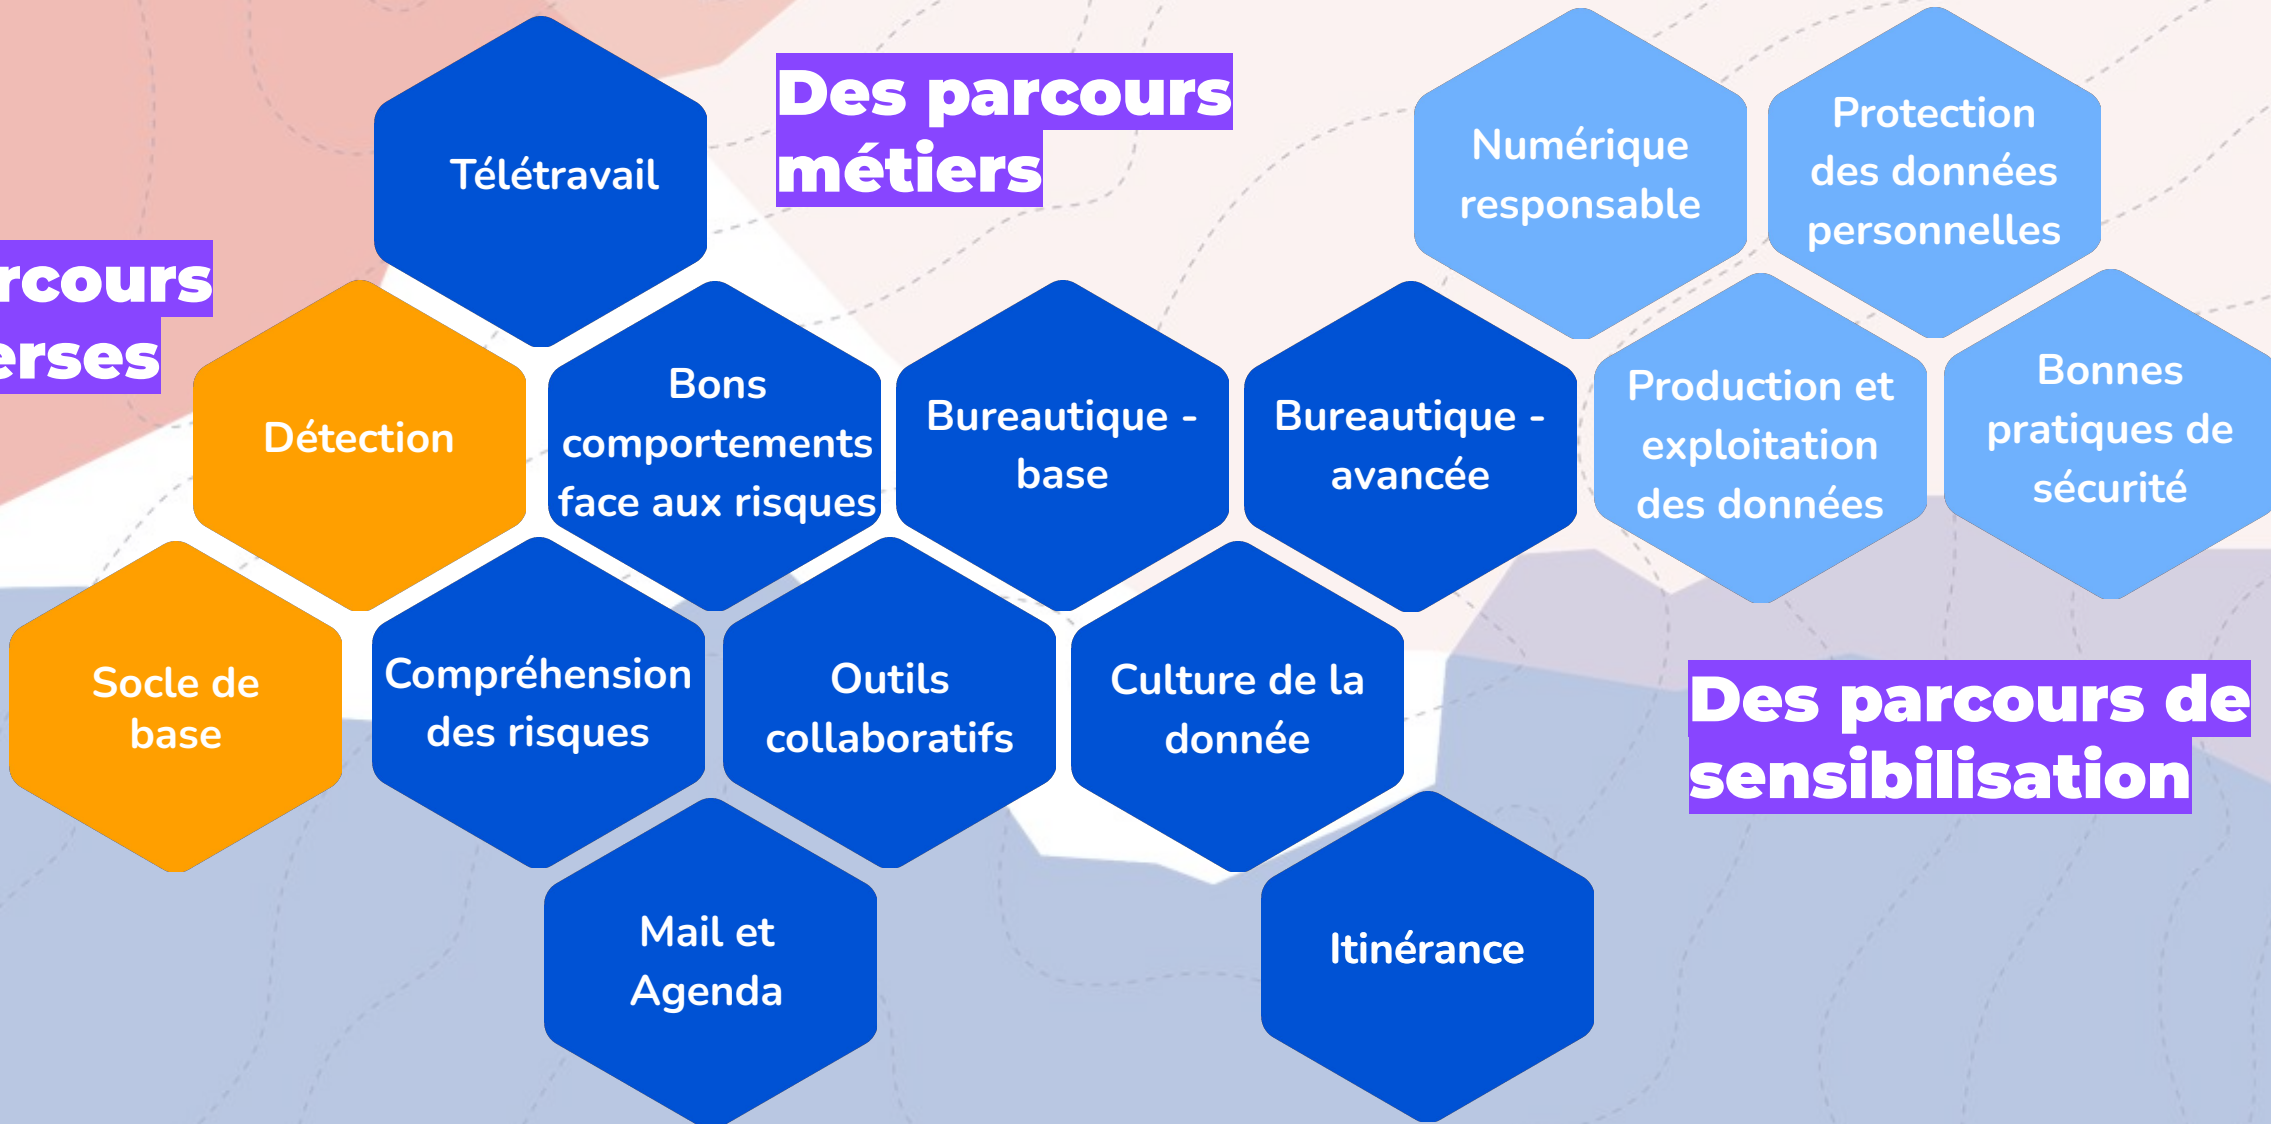 Télétravail
Des parcours
métiers
Numérique
responsable
Protection
des données
personnelles
rcours
erses
Détection
Bons
comportements
face aux risques
Bureautique -
base
Bureautique -
avancée
Production et
exploitation
des données
Bonnes
pratiques de
sécurité
Socle de
base
Compréhension
des risques
Outils
collaboratifs
Culture de la
donnée
Des parcours de
sensibilisation
Mail et
Agenda
Itinérance